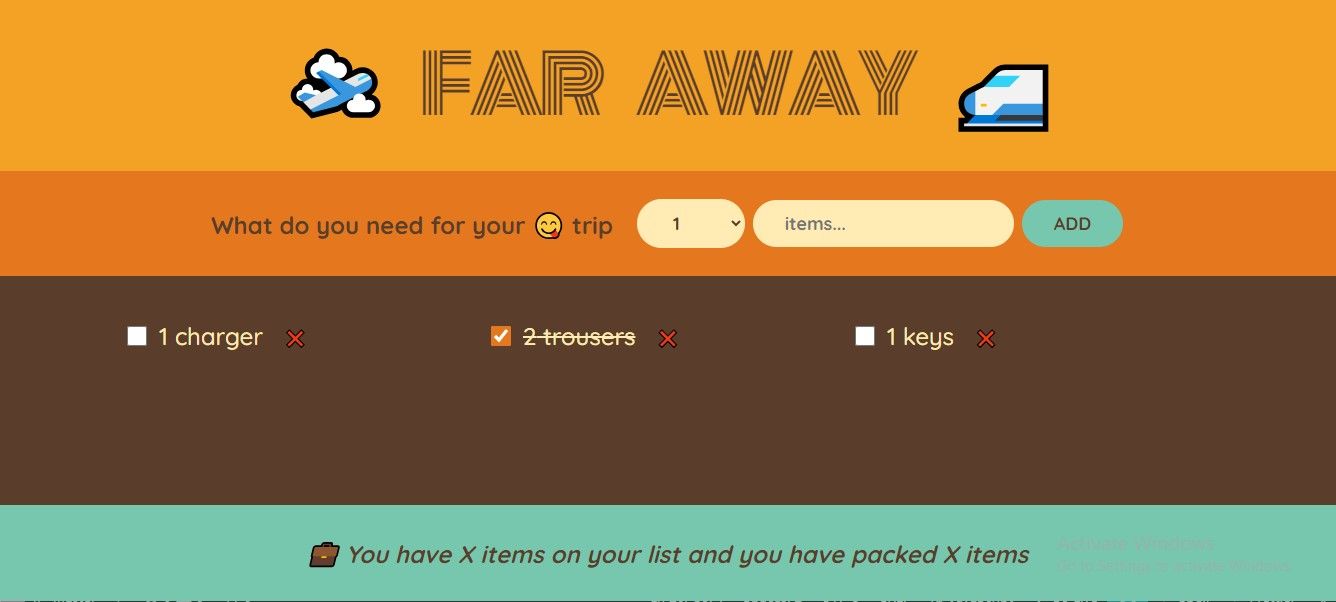 FAR AWAY
What do you need for your 😋 trip
1
items...
ADD
1 charger ❌
2 trousers ❌
1 keys ❌
💼 You have X items on your list and you have packed X items
Activate Windows
Go to Settings to activate Windows.